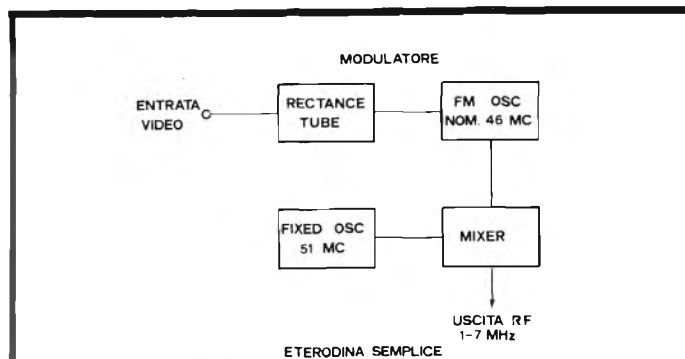 MODULATORE
ENTRATA
VIDEO
RECTANCE
TUBE
FM OSC
NOM. 46 MC
FIXED OSC
51 MC
MIXER
USCITA RF
1-7 MHz
ETERODINA SEMPLICE